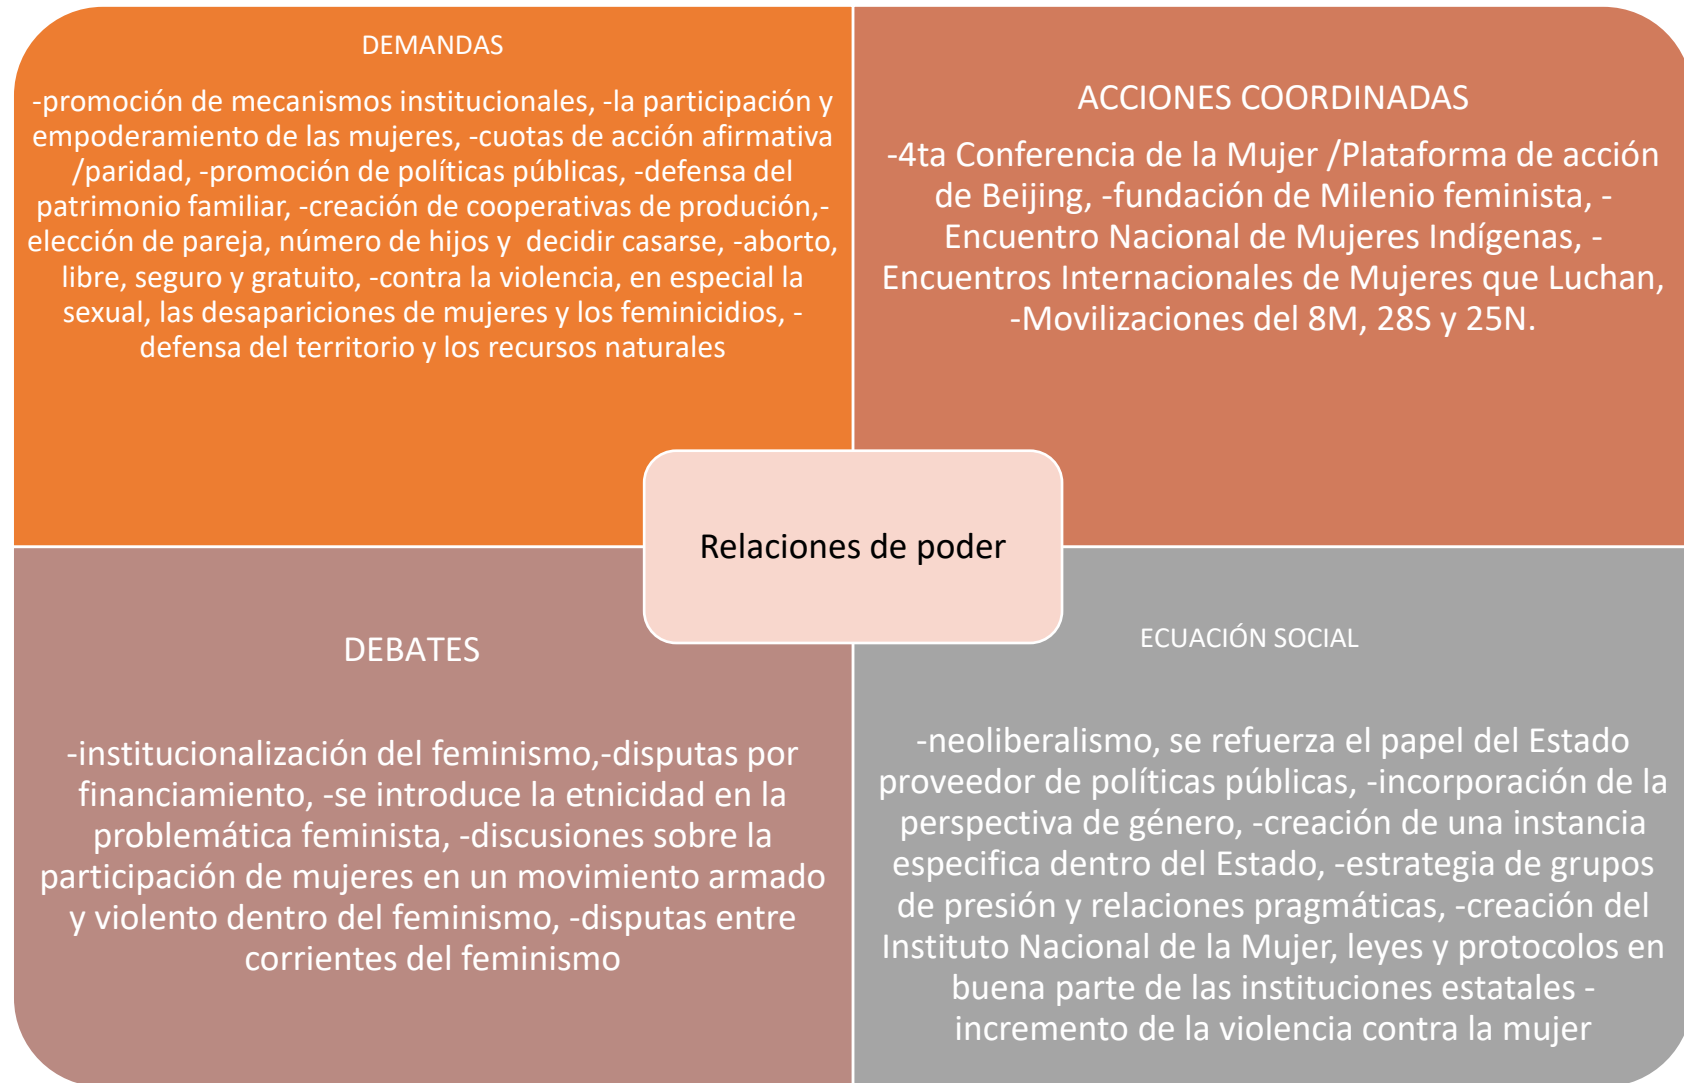 DEMANDAS
-promoción de mecanismos institucionales, -la participación y
empoderamiento de las mujeres, -cuotas de acción afirmativa
/paridad, -promoción de políticas públicas, -defensa del
patrimonio familiar, -creación de cooperativas de produción,-
elección de pareja, número de hijos y  decidir casarse, -aborto,
libre, seguro y gratuito, -contra la violencia, en especial la
sexual, las desapariciones de mujeres y los feminicidios, -
defensa del territorio y los recursos naturales
ACCIONES COORDINADAS
-4ta Conferencia de la Mujer /Plataforma de acción
de Beijing, -fundación de Milenio feminista, -
Encuentro Nacional de Mujeres Indígenas, -
Encuentros Internacionales de Mujeres que Luchan,
-Movilizaciones del 8M, 28S y 25N.
Relaciones de poder
DEBATES
-institucionalización del feminismo,-disputas por
financiamiento, -se introduce la etnicidad en la
problemática feminista, -discusiones sobre la
participación de mujeres en un movimiento armado
y violento dentro del feminismo, -disputas entre
corrientes del feminismo
ECUACIÓN SOCIAL
-neoliberalismo, se refuerza el papel del Estado
proveedor de políticas públicas, -incorporación de la
perspectiva de género, -creación de una instancia
especifica dentro del Estado, -estrategia de grupos
de presión y relaciones pragmáticas, -creación del
Instituto Nacional de la Mujer, leyes y protocolos en
buena parte de las instituciones estatales -
incremento de la violencia contra la mujer